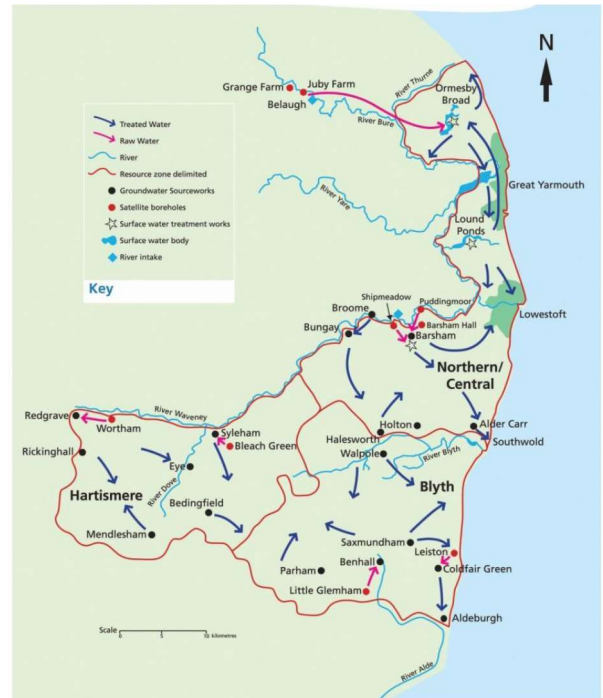 N
River Thurne
Ormesby
Broad
Grange Farm
Juby Farm
Belaugh
River Bure
Treated Water
Raw Water
River
Resource zone delimited
Groundwater Sourceworks
Satellite boreholes
Surface water treatment works
Surface water body
River intake
Key
River Yare
Great Yarmouth
Lound
Ponds
Lowestoft
Shipmeadow
Puddingmoor
Broome
Barsham Hall
Bungay
Barsham
Northern/
Central
River Waveney
Redgrave
Wortham
Syleham
Holton
Alder Carr
Halesworth
Southwold
Bleach Green
Rickinghall
Walpole
River Blyth
Eye
Blyth
Hartismere
River Dove
Bedingfield
Mendlesham
Saxmundham
Leiston
Benhall
Coldfair Green
Parham
Little Glemham
Aldeburgh
Scale
0 5 10 kilometres
River Alde